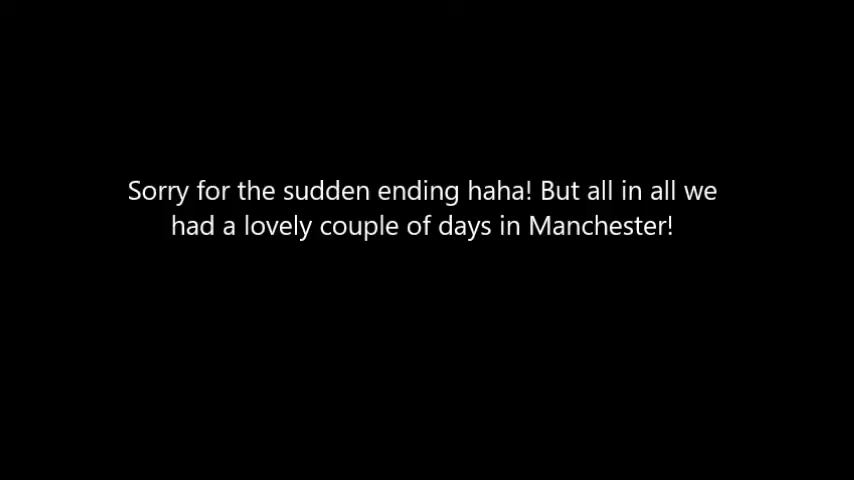 Sorry for the sudden ending haha! But all in all we
had a lovely couple of days in Manchester!